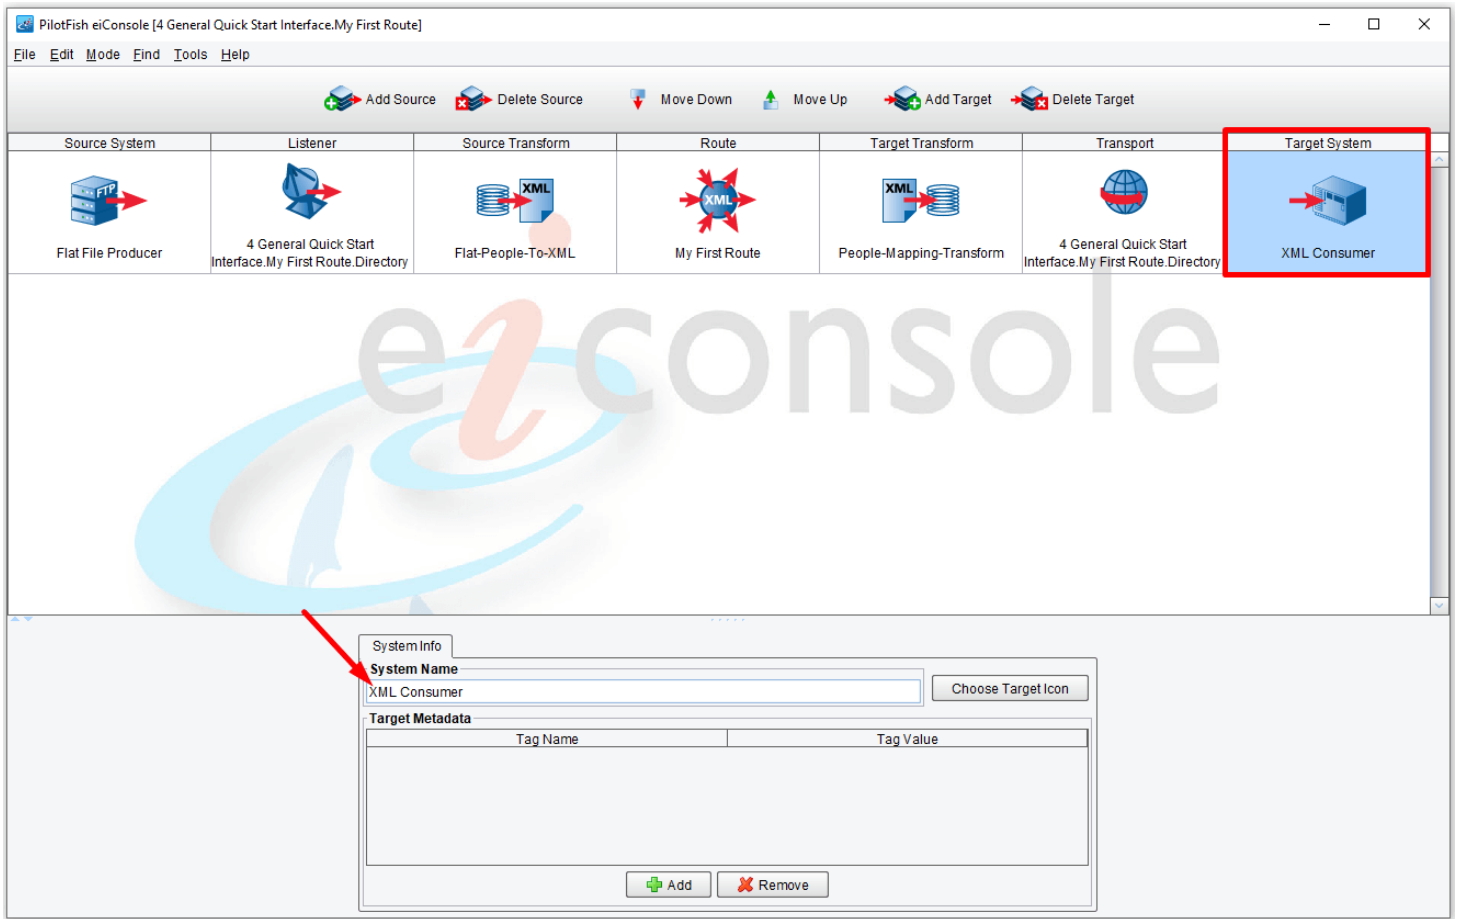 PilotFish eiConsole [4 General Quick Start Interface.My First Route]
File Edit Mode Find Tools Help
Add Source Delete Source Move Down Move Up Add Target Delete Target
Source System Listener Source Transform Route Target Transform Transport Target System
FTP XML XML XML
Flat File Producer
4 General Quick Start
Interface.My First Route.Directory
Flat-People-To-XML
My First Route
People-Mapping-Transform
4 General Quick Start
Interface.My First Route.Directory
XML Consumer
eiconsole
System Info
System Name
XML Consumer
Choose Target Icon
Target Metadata
Tag Name Tag Value
Add Remove